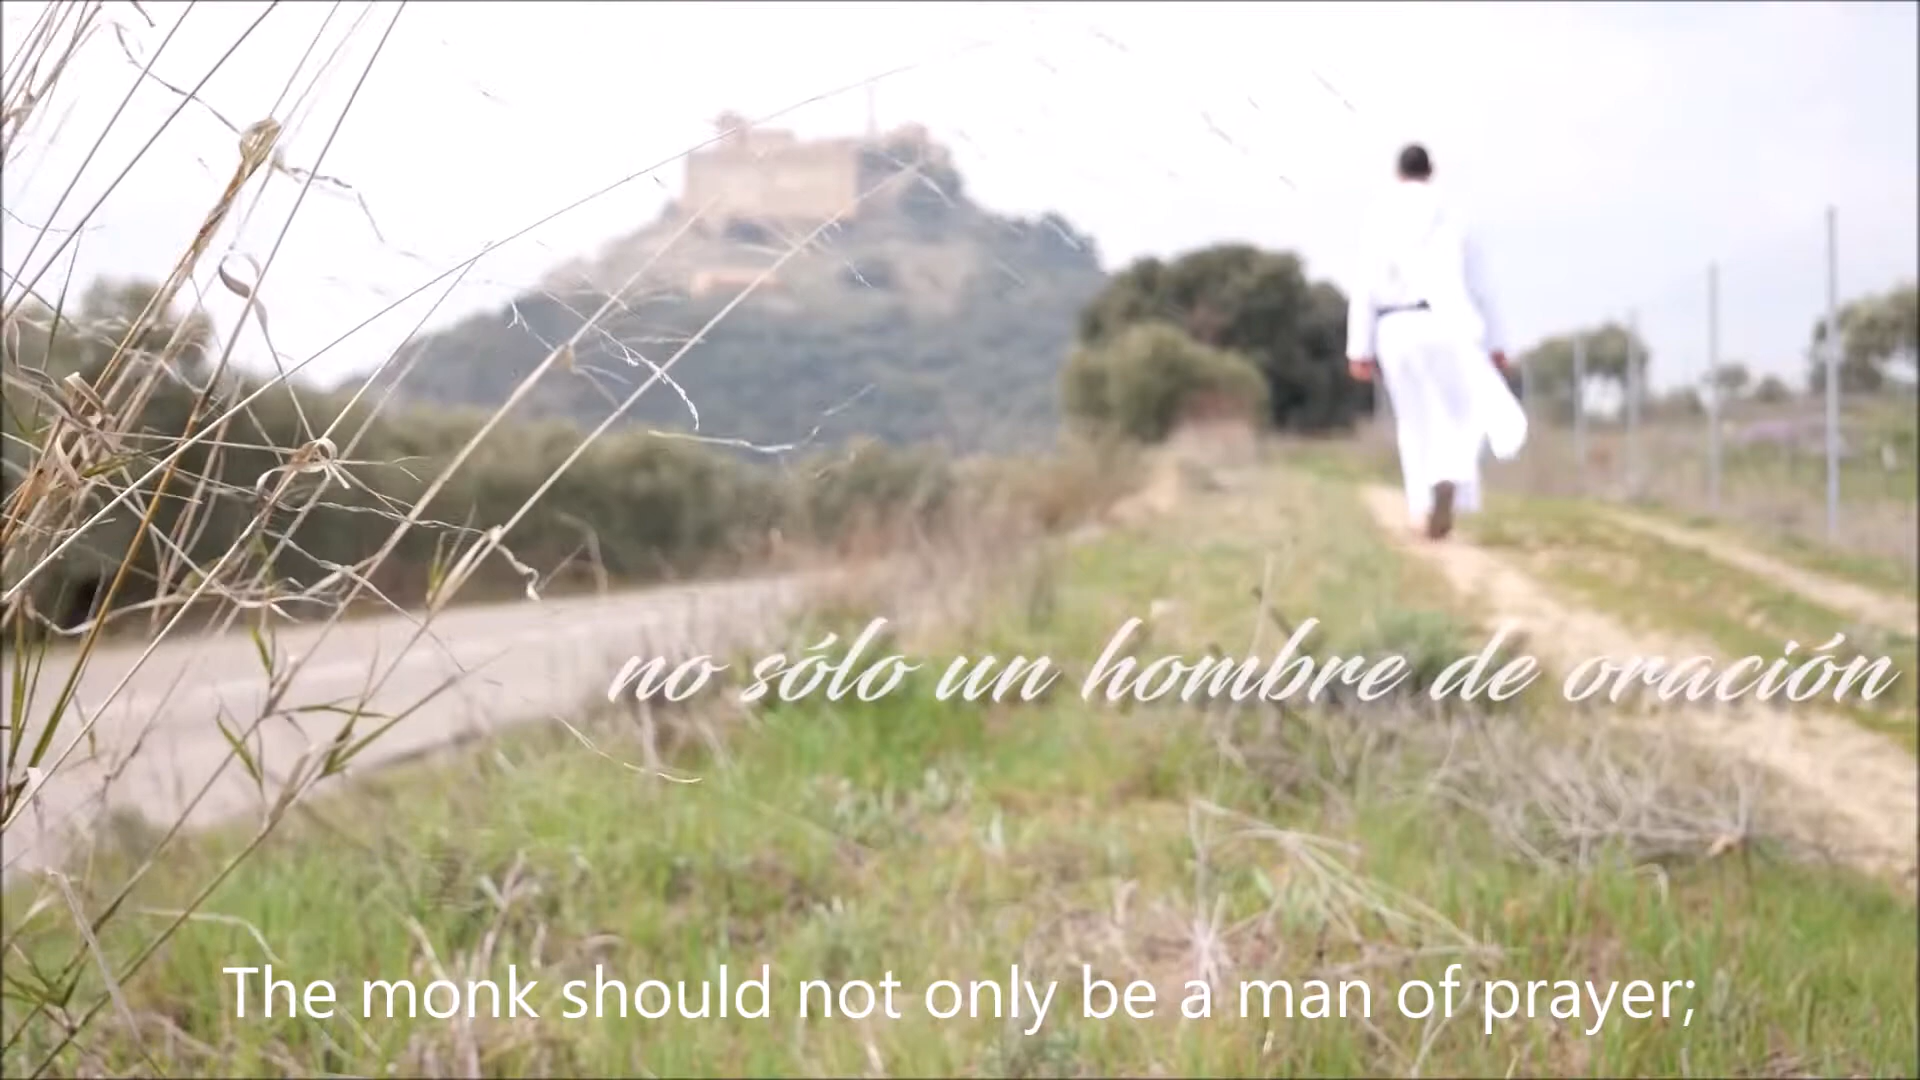 no sólo un hombre de oración
The monk should not only be a man of prayer;